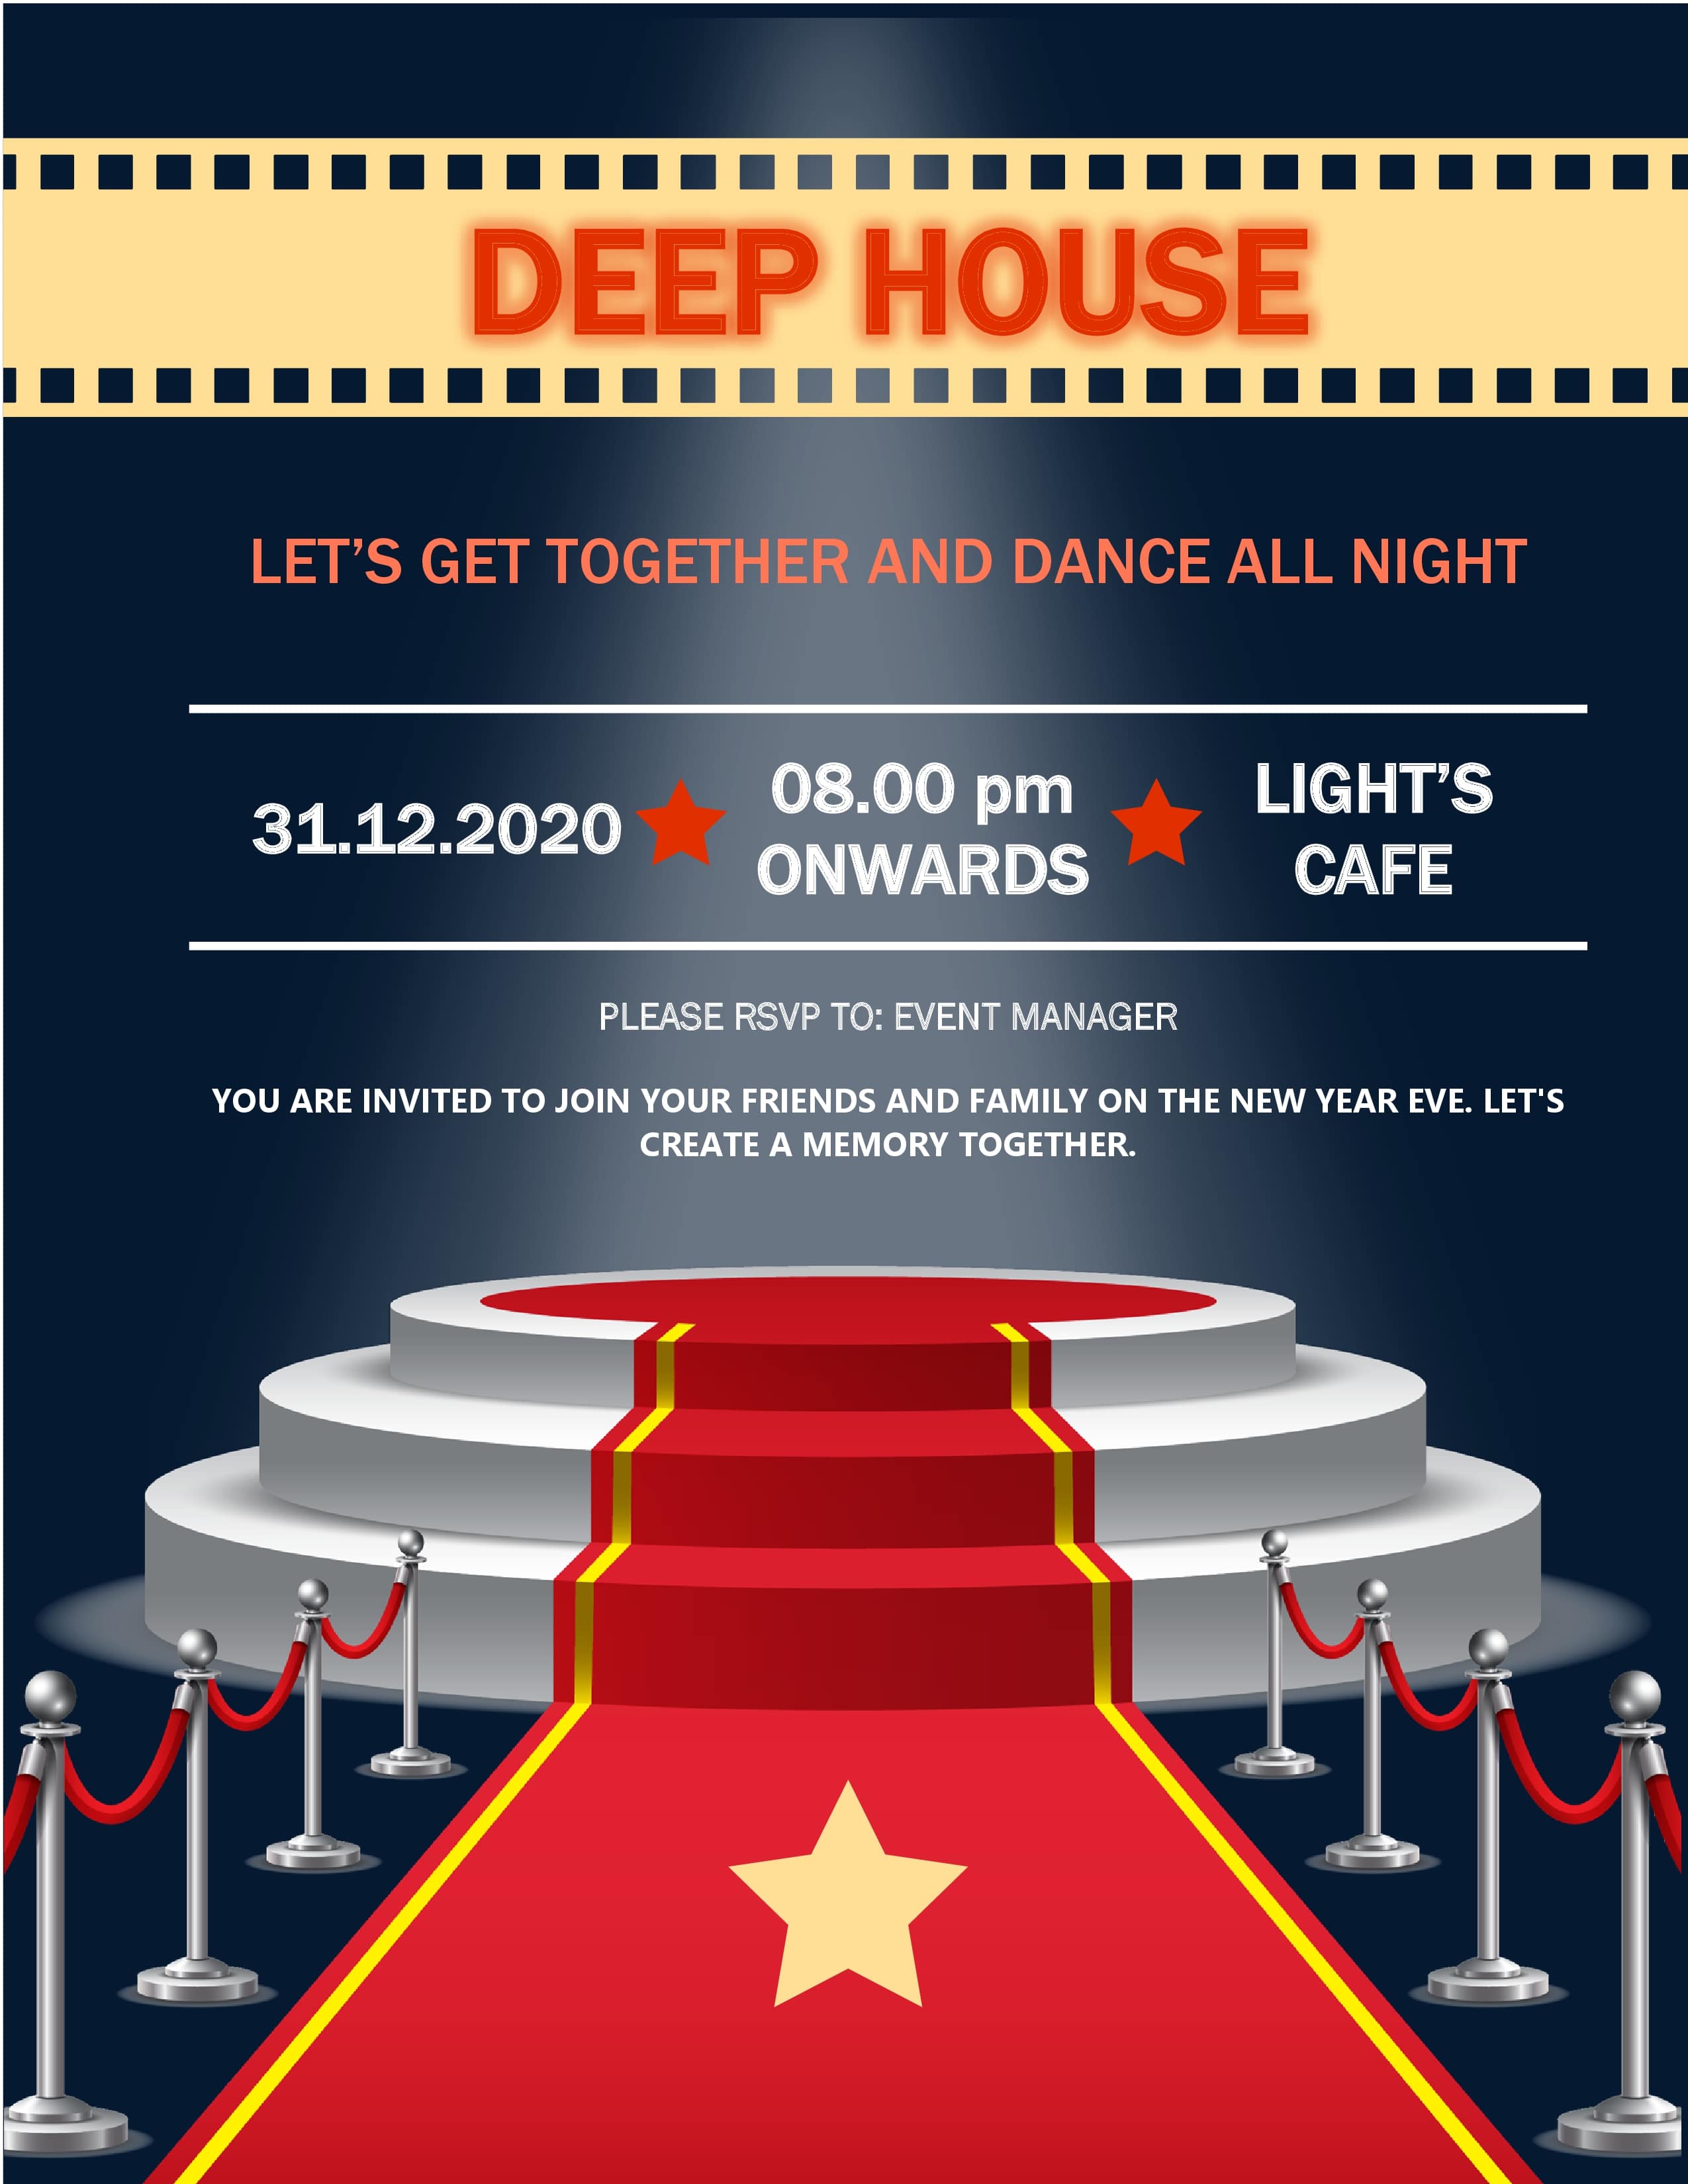 DEEP HOUSE
LET’S GET TOGETHER AND DANCE ALL NIGHT
31.12.2020
08.00 pm
ONWARDS
LIGHT’S
CAFE
PLEASE RSVP TO: EVENT MANAGER
YOU ARE INVITED TO JOIN YOUR FRIENDS AND FAMILY ON THE NEW YEAR EVE. LET'S
CREATE A MEMORY TOGETHER.